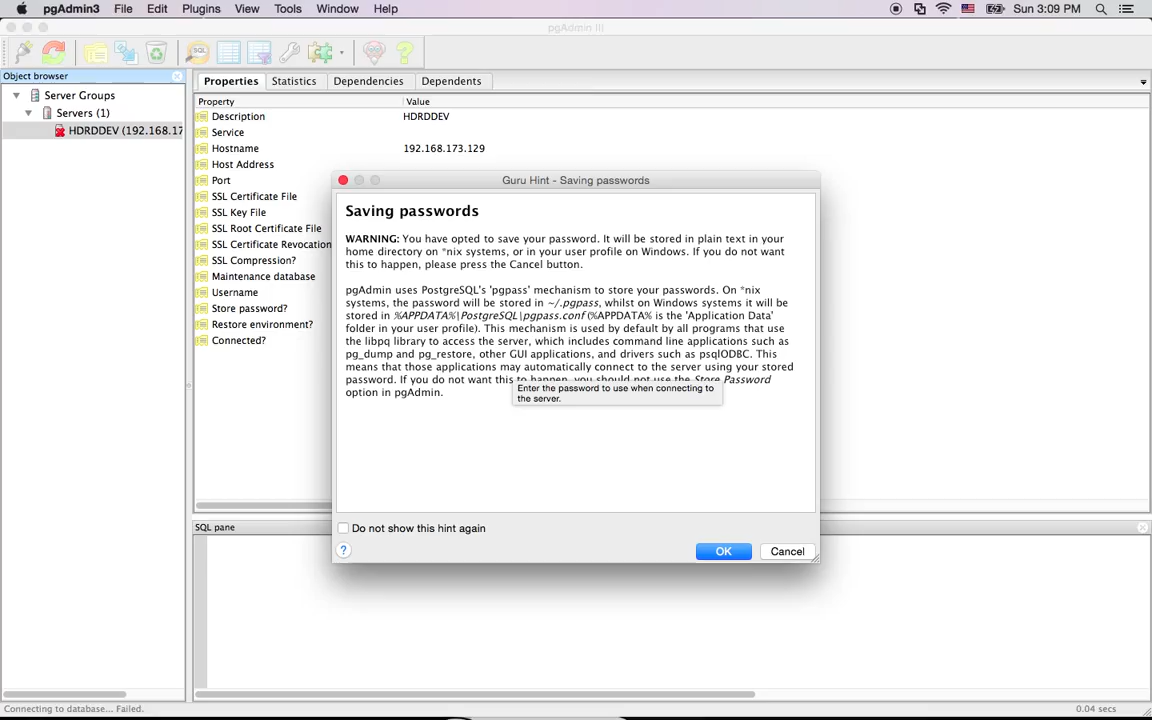 pgAdmin3 File Edit Plugins View Tools Window Help Sun 3:09 PM
pgAdmin III
SQL
Object browser
Properties Statistics Dependencies Dependents
Server Groups
Servers (1)
HDRDDEV (192.168.17
Property Value
Description HDRDDEV
Service
Hostname 192.168.173.129
Host Address
Port
SSL Certificate File
SSL Key File
SSL Root Certificate File
SSL Certificate Revocation
SSL Compression?
Maintenance database
Username
Store password?
Restore environment?
Connected?
Guru Hint - Saving passwords
Saving passwords
WARNING: You have opted to save your password. It will be stored in plain text in your
home directory on *nix systems, or in your user profile on Windows. If you do not want
this to happen, please press the Cancel button.
pgAdmin uses PostgreSQL's 'pgpass' mechanism to store your passwords. On *nix
systems, the password will be stored in ~/.pgpass, whilst on Windows systems it will be
stored in %APPDATA%\PostgreSQL\pgpass.conf (%APPDATA% is the 'Application Data'
folder in your user profile). This mechanism is used by default by all programs that use
the libpq library to access the server, which includes command line applications such as
pg_dump and pg_restore, other GUI applications, and drivers such as psqlODBC. This
means that those applications may automatically connect to the server using your stored
password. If you do not want this to happen, you should not use the Store Password
option in pgAdmin.
Enter the password to use when connecting to
the server.
Do not show this hint again
? OK Cancel
SQL pane
Connecting to database... Failed. 0.04 secs